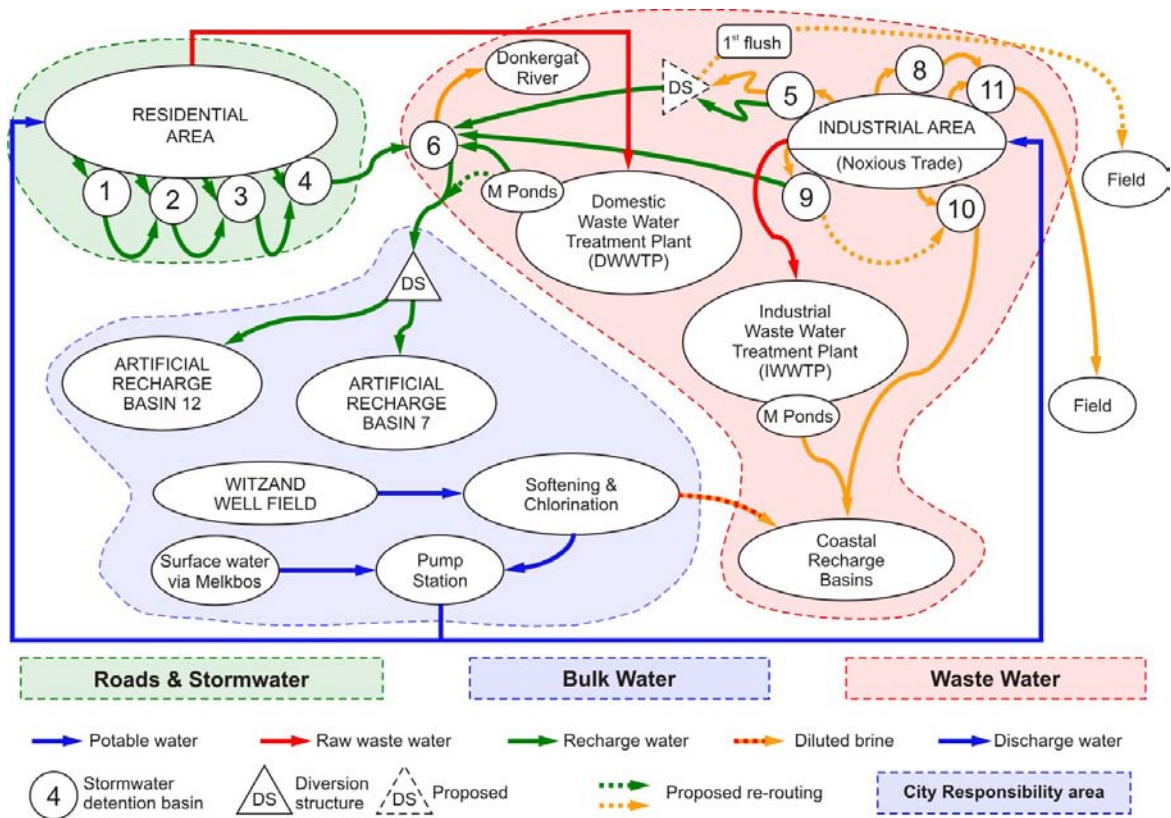 1st flush
Donkergat
River
DS
5
8
11
RESIDENTIAL
AREA
INDUSTRIAL AREA
(Noxious Trade)
6
1
2
3
4
M Ponds
9
10
Field
Domestic
Waste Water
Treatment Plant
(DWWTP)
DS
Industrial
Waste Water
Treatment Plant
(IWWTP)
M Ponds
ARTIFICIAL
RECHARGE
BASIN 12
ARTIFICIAL
RECHARGE
BASIN 7
Field
WITZAND
WELL FIELD
Softening &
Chlorination
Surface water
via Melkbos
Pump
Station
Coastal
Recharge
Basins
Roads & Stormwater
Bulk Water
Waste Water
Potable water
Raw waste water
Recharge water
Diluted brine
Discharge water
4
Stormwater
detention basin
DS
Diversion
structure
DS
Proposed
Proposed re-routing
City Responsibility area